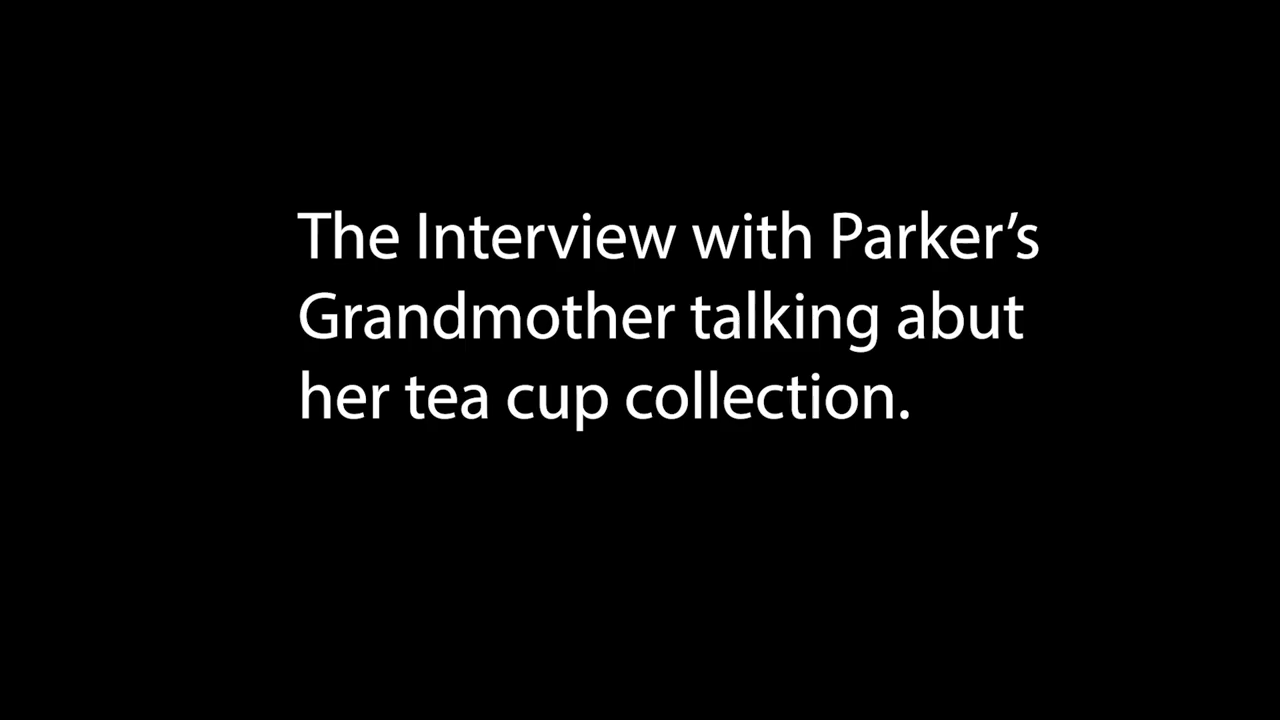 The Interview with Parker’s
Grandmother talking abut
her tea cup collection.